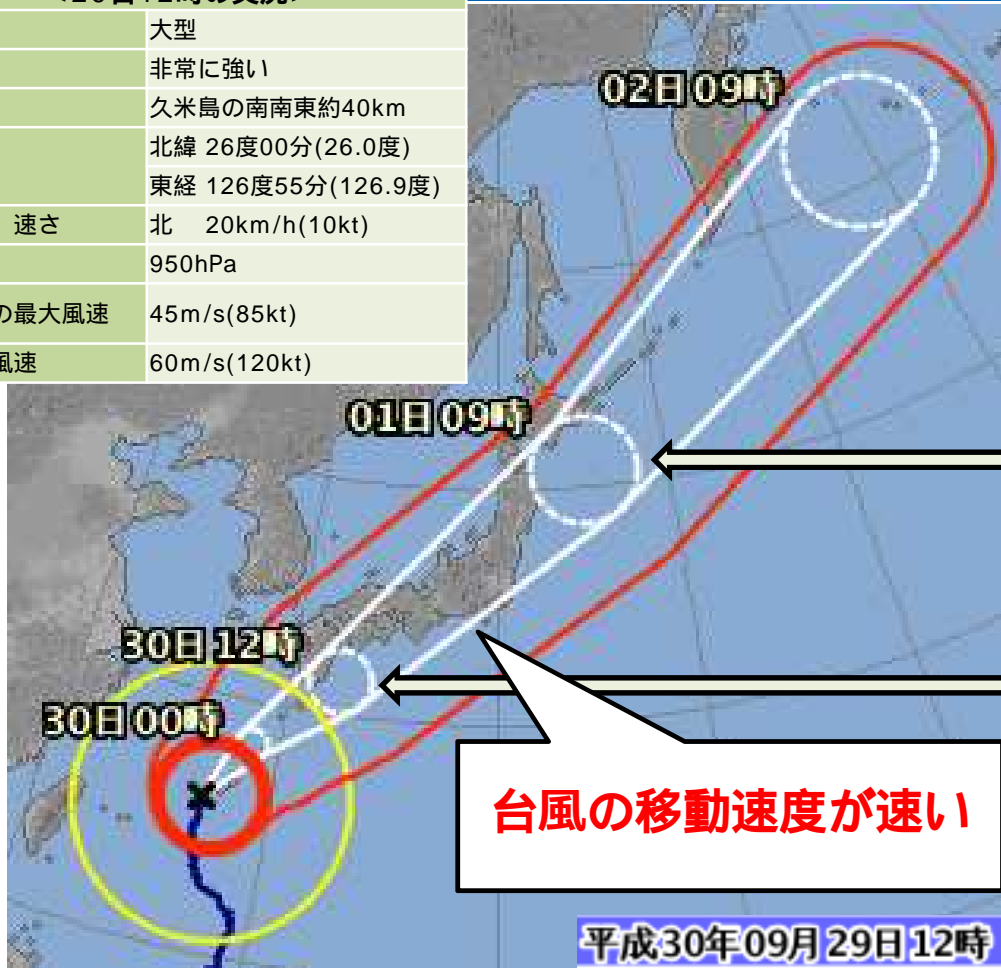 大型
非常に強い
久米島の南南東約40km
北緯 26度00分(26.0度)
東経 126度55分(126.9度)
速さ 北 20km/h(10kt)
950hPa
の最大風速 45m/s(85kt)
風速 60m/s(120kt)
02日09時
01日09時
30日12時
30日00時
台風の移動速度が速い
平成30年09月29日12時